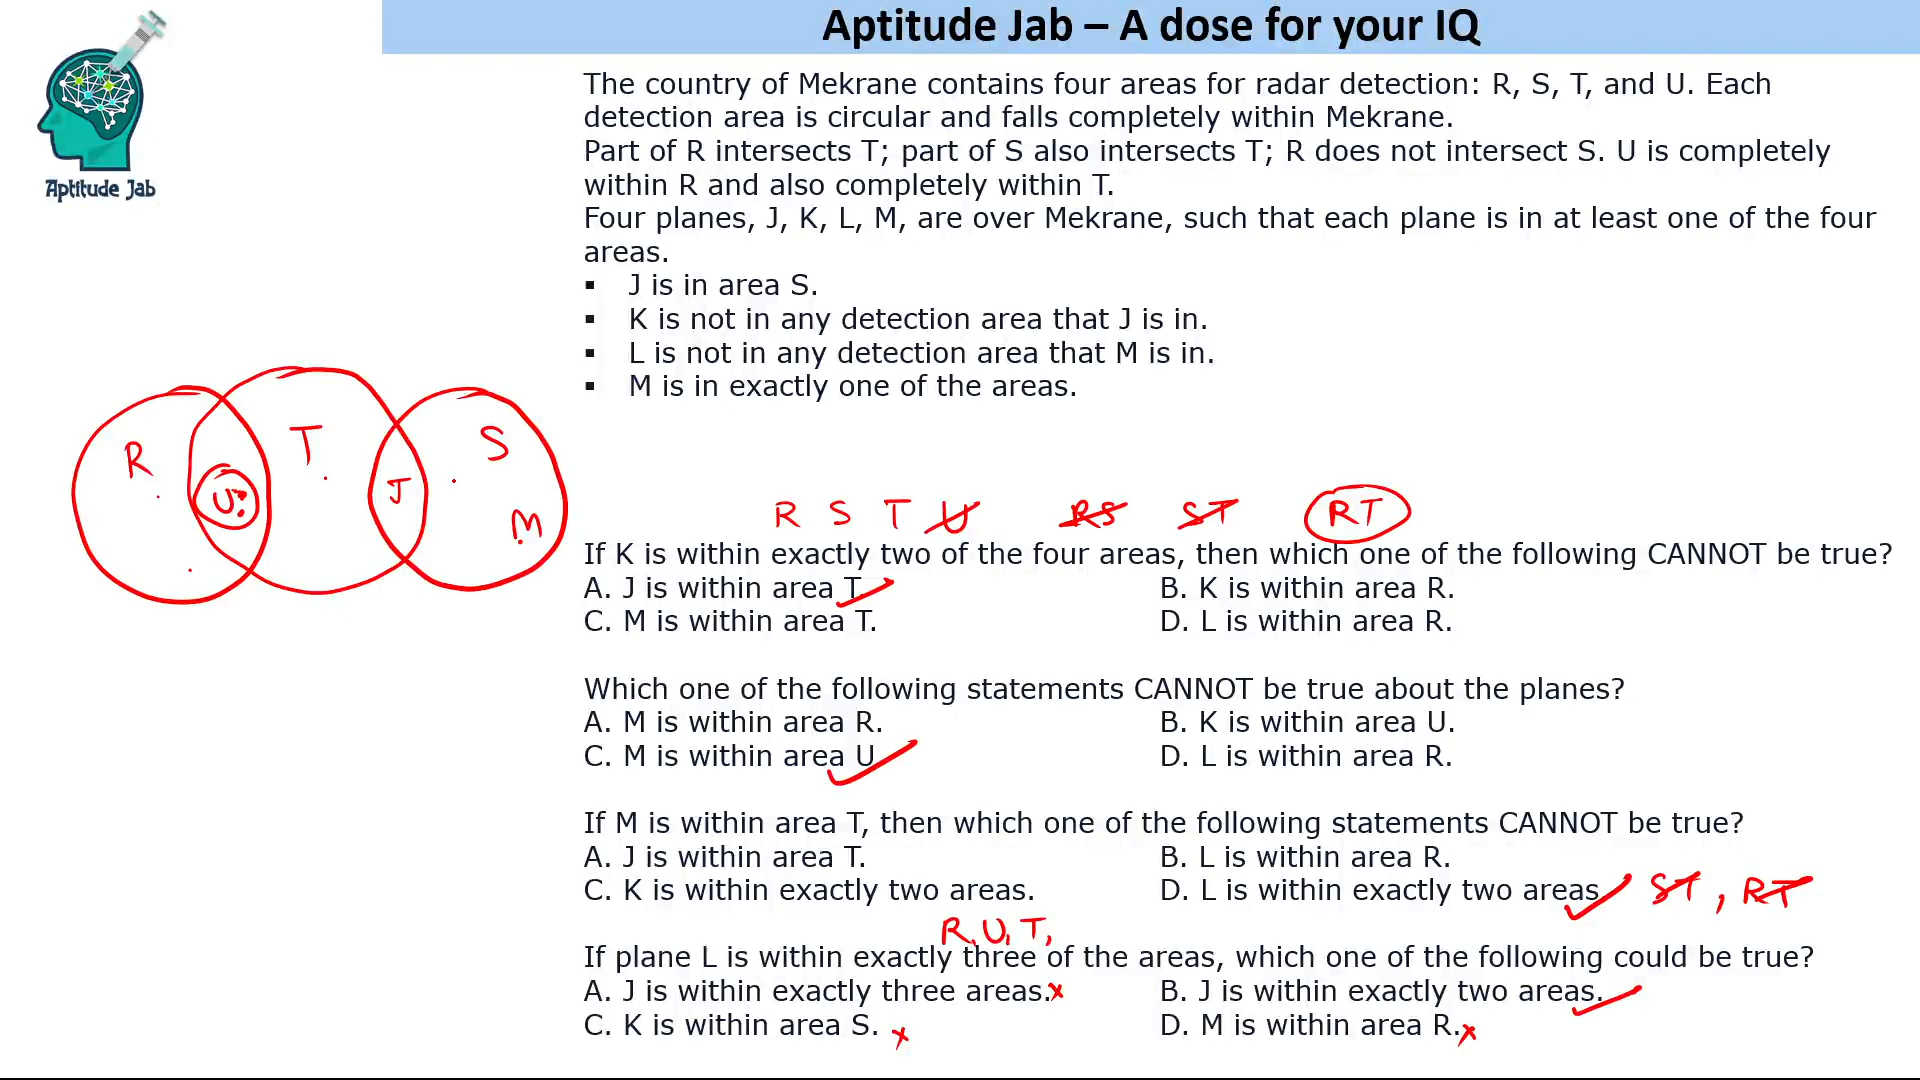 Aptitude Jab – A dose for your IQ
Aptitude Jab
The country of Mekrane contains four areas for radar detection: R, S, T, and U. Each
detection area is circular and falls completely within Mekrane.
Part of R intersects T; part of S also intersects T; R does not intersect S. U is completely
within R and also completely within T.
Four planes, J, K, L, M, are over Mekrane, such that each plane is in at least one of the four
areas.
▪ J is in area S.
▪ K is not in any detection area that J is in.
▪ L is not in any detection area that M is in.
▪ M is in exactly one of the areas.
R T S
U J
M
R S T U RS ST RT
If K is within exactly two of the four areas, then which one of the following CANNOT be true?
A. J is within area T. B. K is within area R.
C. M is within area T. D. L is within area R.
Which one of the following statements CANNOT be true about the planes?
A. M is within area R. B. K is within area U.
C. M is within area U D. L is within area R.
If M is within area T, then which one of the following statements CANNOT be true?
A. J is within area T. B. L is within area R.
C. K is within exactly two areas. D. L is within exactly two areas ST, RT
R, U, T,
If plane L is within exactly three of the areas, which one of the following could be true?
A. J is within exactly three areas.x B. J is within exactly two areas.
C. K is within area S. x D. M is within area R.x